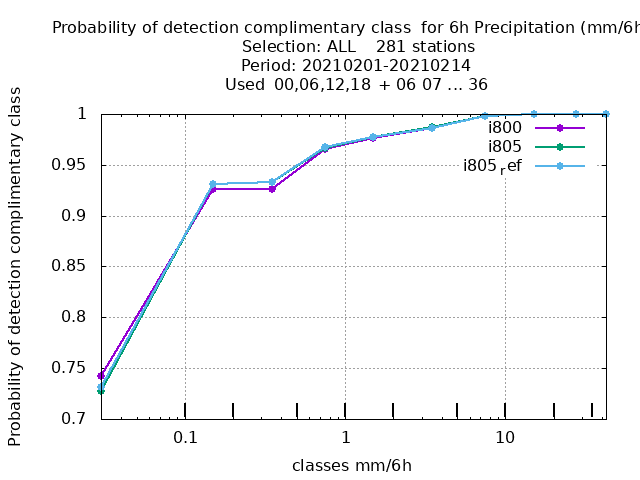 Probability of detection complimentary class for 6h Precipitation (mm/6h
Selection: ALL 281 stations
Period: 20210201-20210214
Used 00,06,12,18 + 06 07 ... 36
Probability of detection complimentary class
1
0.95
0.9
0.85
0.8
0.75
0.7
i800
i805
i805ref
0.1
1
10
classes mm/6h